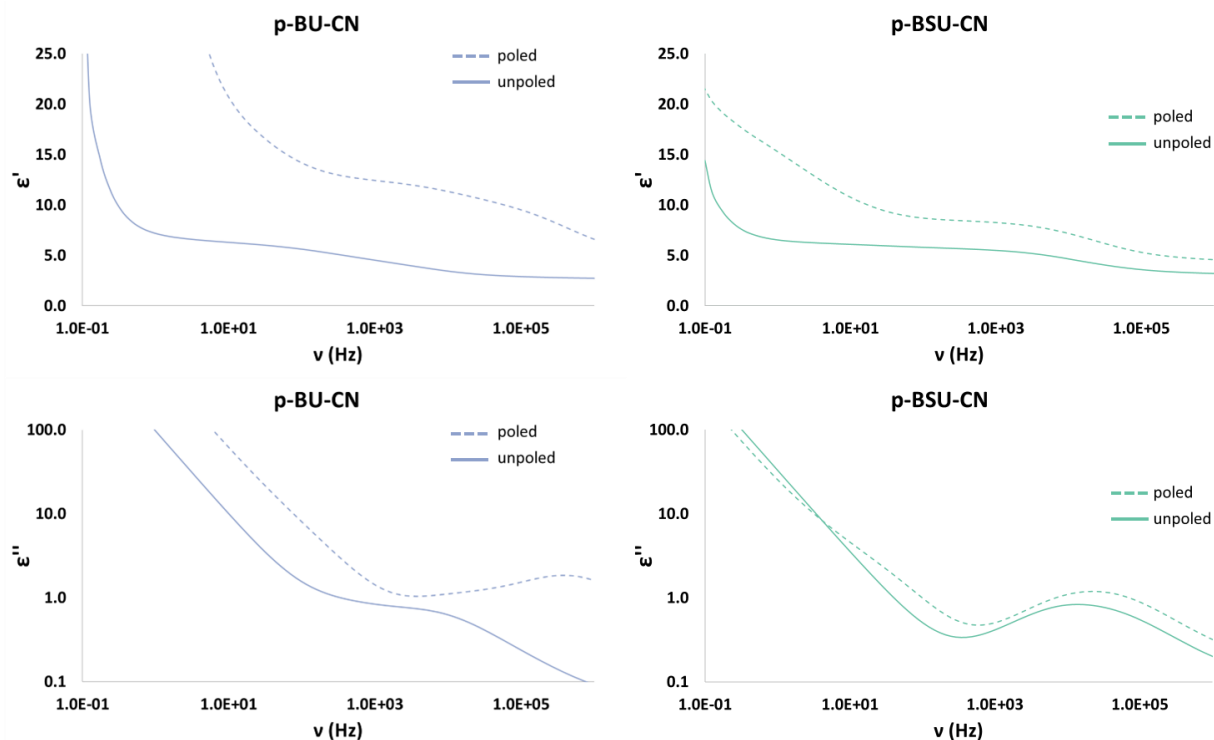 p-BU-CN
25.0
20.0
15.0
10.0
5.0
0.0
ε'
poled
unpoled
1.0E-01
1.0E+01
1.0E+03
1.0E+05
ν (Hz)
p-BSU-CN
25.0
20.0
15.0
10.0
5.0
0.0
ε'
poled
unpoled
1.0E-01
1.0E+01
1.0E+03
1.0E+05
ν (Hz)
p-BU-CN
100.0
10.0
1.0
0.1
ε''
poled
unpoled
1.0E-01
1.0E+01
1.0E+03
1.0E+05
ν (Hz)
p-BSU-CN
100.0
10.0
1.0
0.1
ε''
poled
unpoled
1.0E-01
1.0E+01
1.0E+03
1.0E+05
ν (Hz)